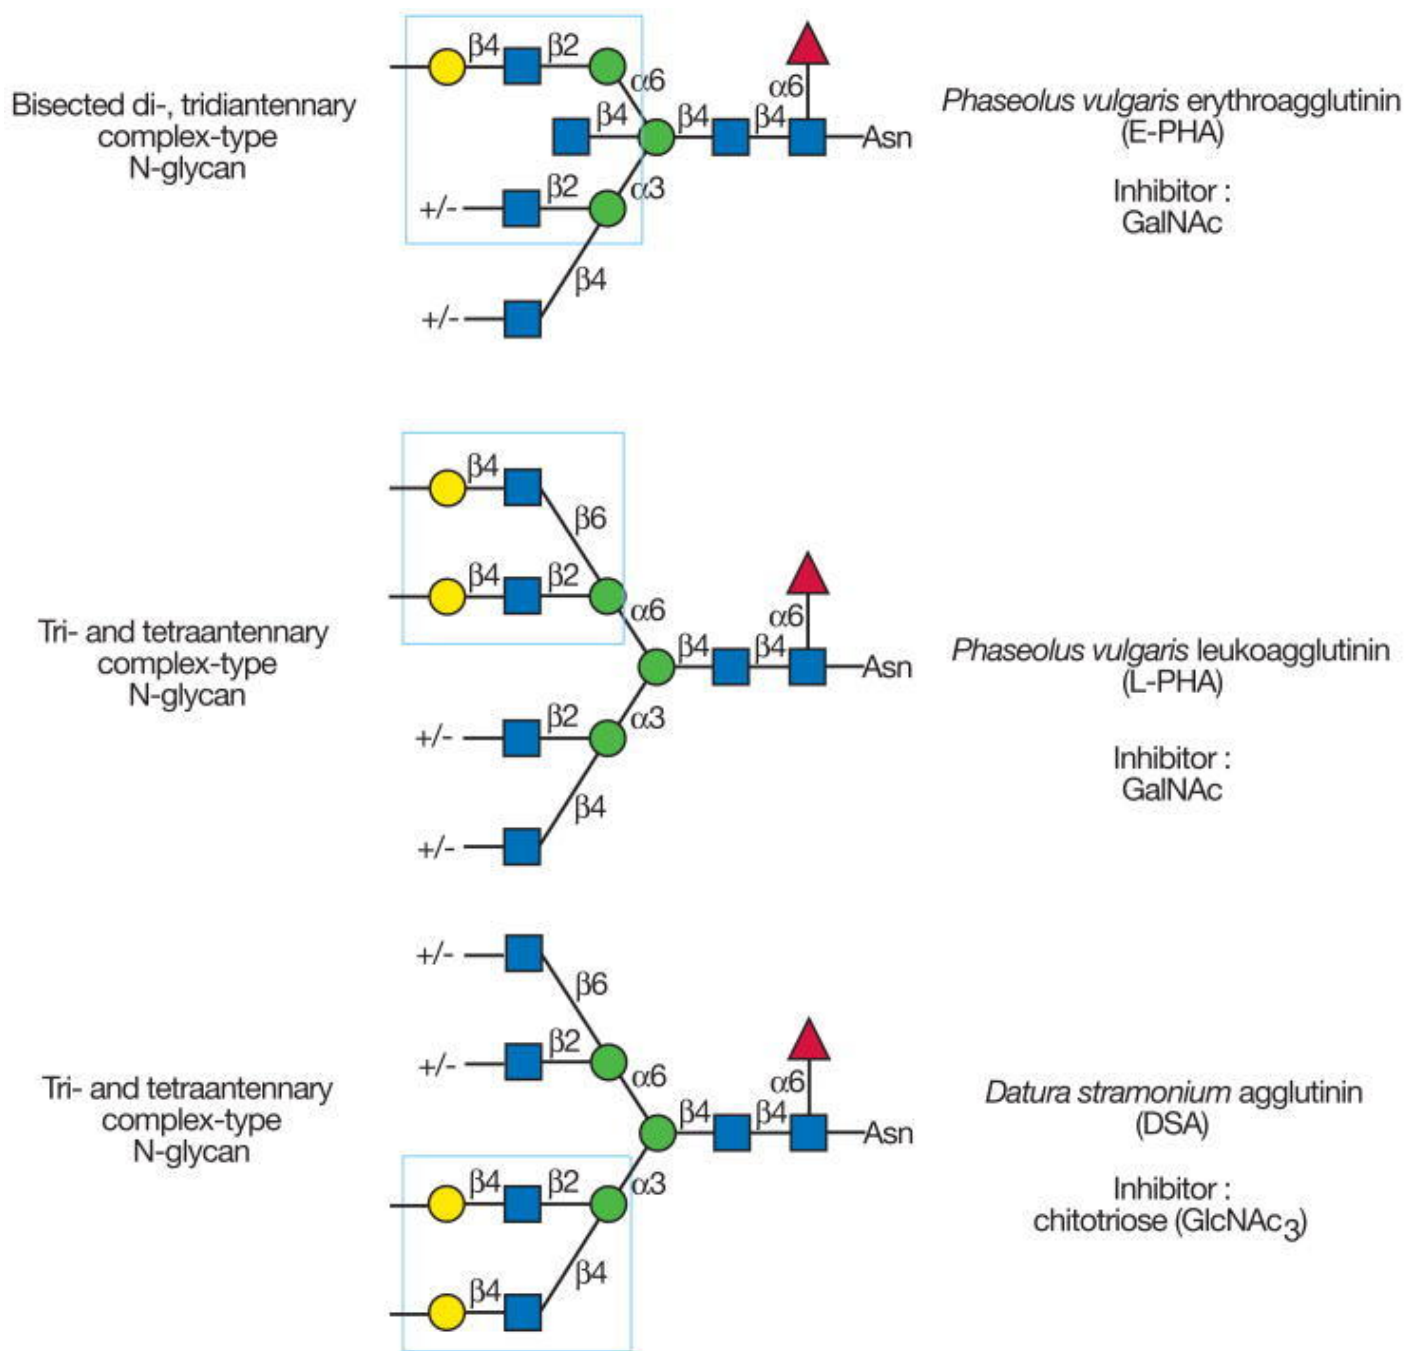 Bisected di-, tridiantennary
complex-type
N-glycan
β4
β2
α6
β4
β4
β4
α6
Asn
+/-
β2
α3
β4
+/-
Phaseolus vulgaris erythroagglutinin
(E-PHA)
Inhibitor :
GalNAc
Tri- and tetraantennary
complex-type
N-glycan
β4
β6
β4
β2
α6
β4
β4
α6
Asn
+/-
β2
α3
β4
+/-
Phaseolus vulgaris leukoagglutinin
(L-PHA)
Inhibitor :
GalNAc
Tri- and tetraantennary
complex-type
N-glycan
+/-
β6
+/-
β2
α6
β4
β4
α6
Asn
β4
β2
α3
β4
β4
Datura stramonium agglutinin
(DSA)
Inhibitor :
chitotriose (GlcNAc3)